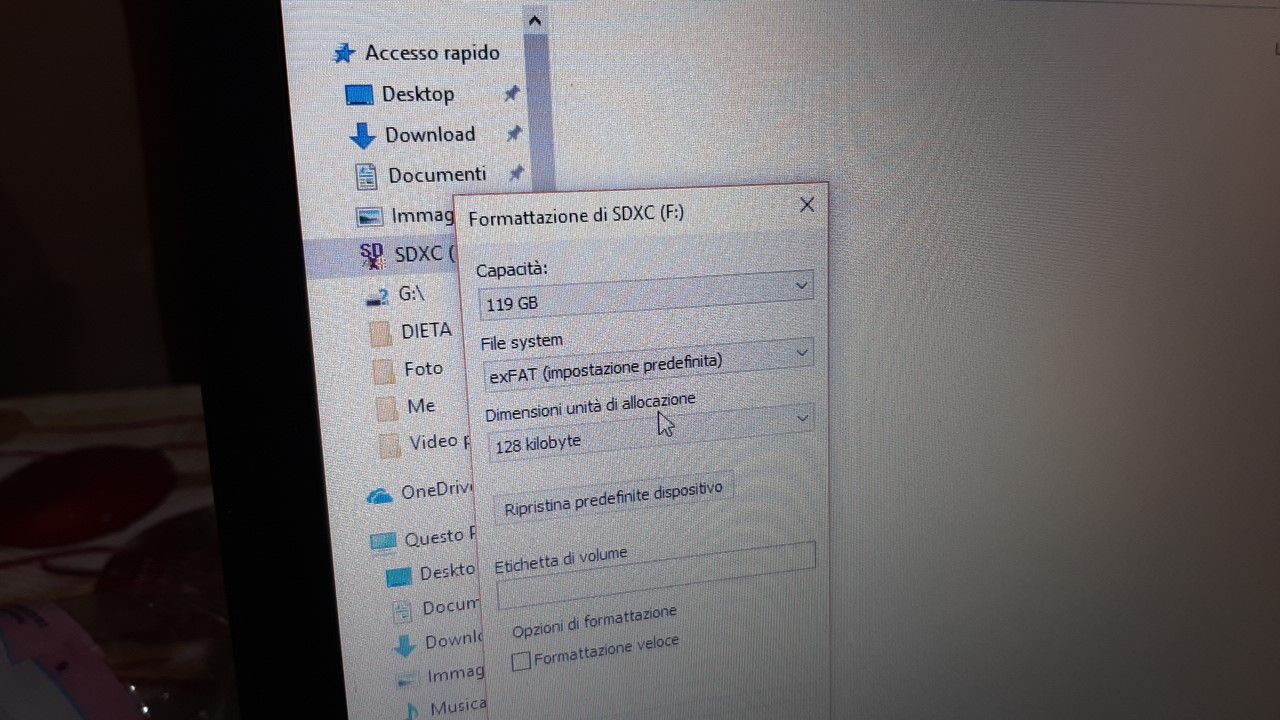 Accesso rapido
Desktop
Download
Documenti
Immag
SDXC (
G:\
DIETA
Foto
Me
Video p
OneDriv
Questo P
Deskto
Docum
Downl
Immag
Musica
Formattazione di SDXC (F:)
Capacità:
119 GB
File system
exFAT (impostazione predefinita)
Dimensioni unità di allocazione
128 kilobyte
Ripristina predefinite dispositivo
Etichetta di volume
Opzioni di formattazione
Formattazione veloce